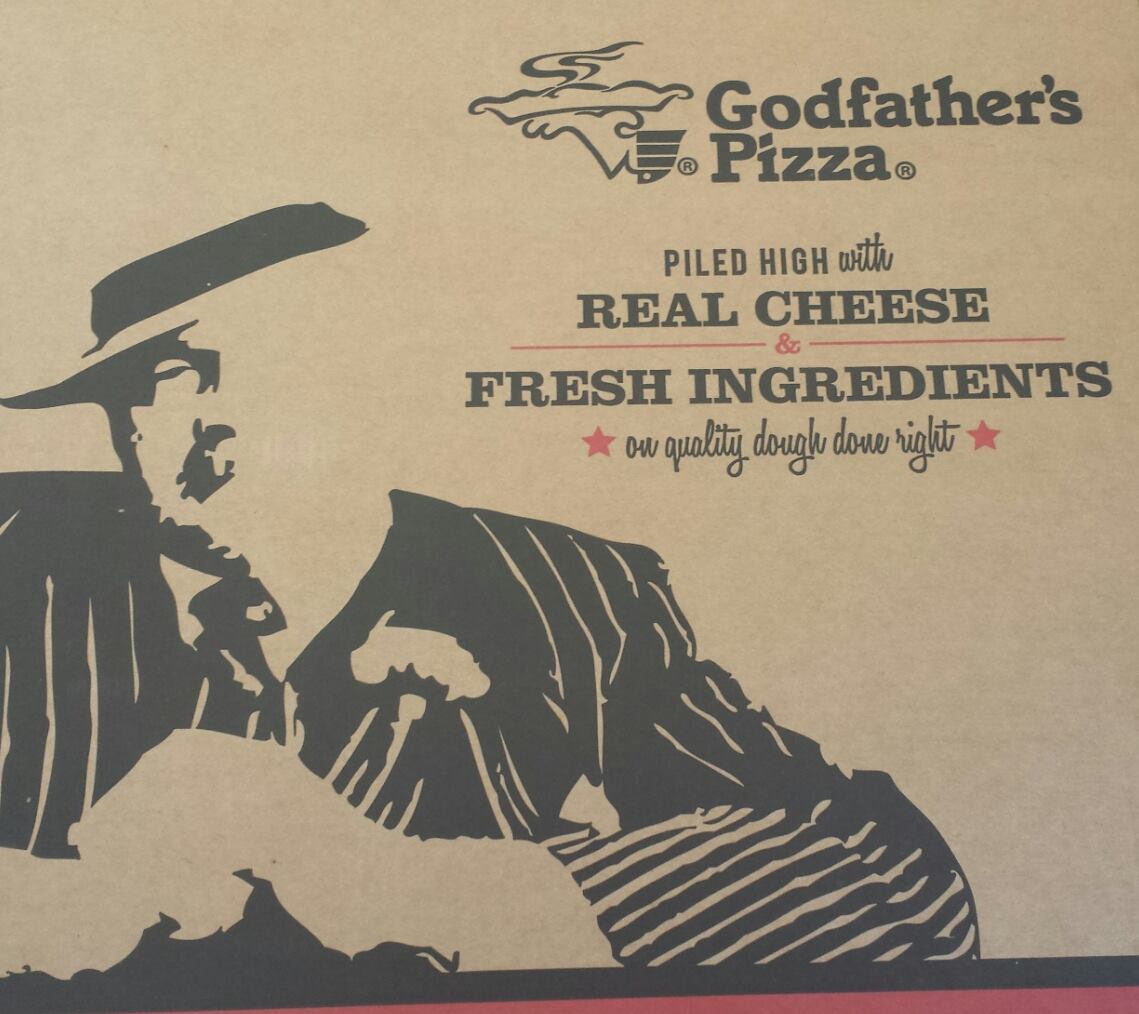 Godfather's
Pizza®
®
PILED HIGH with
REAL CHEESE
&
FRESH INGREDIENTS
on quality dough done right